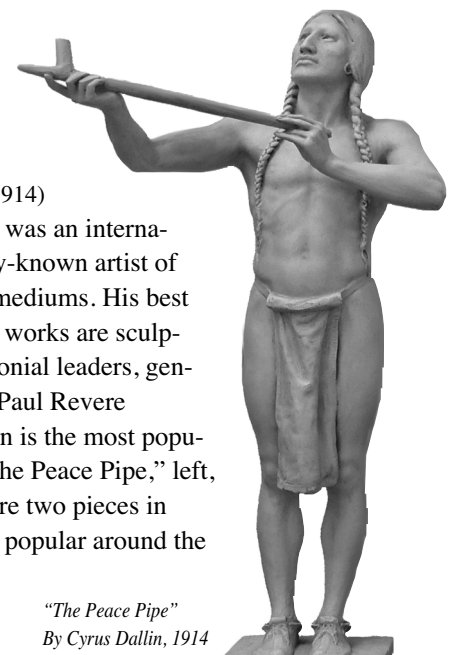 914)
was an interna-
y-known artist of
mediums. His best
works are sculp-
onial leaders, gen-
Paul Revere
n is the most popu-
he Peace Pipe,” left,
re two pieces in
popular around the
“The Peace Pipe”
By Cyrus Dallin, 1914